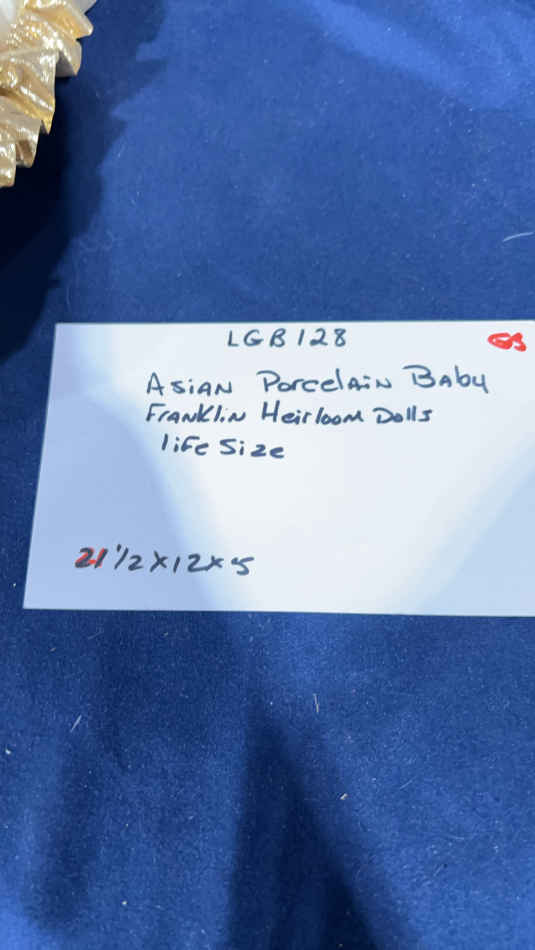 LGB128
Asian Porcelain Baby
Franklin Heirloom Dolls
life Size
21 1/2 x 12 x 5